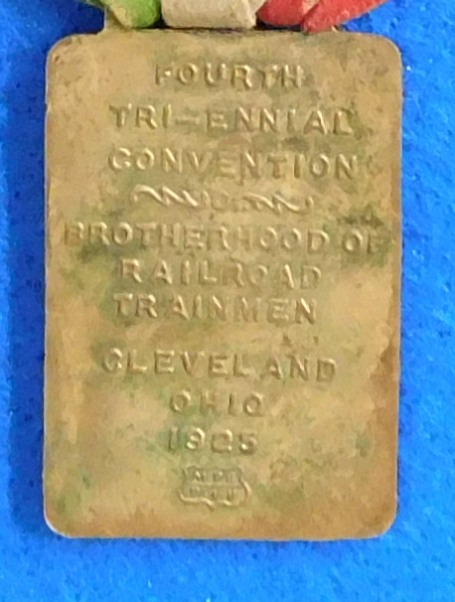 FOURTH
TRI-ENNIAL
CONVENTION
BROTHERHOOD OF
RAILROAD
TRAINMEN
CLEVELAND
OHIO
1925